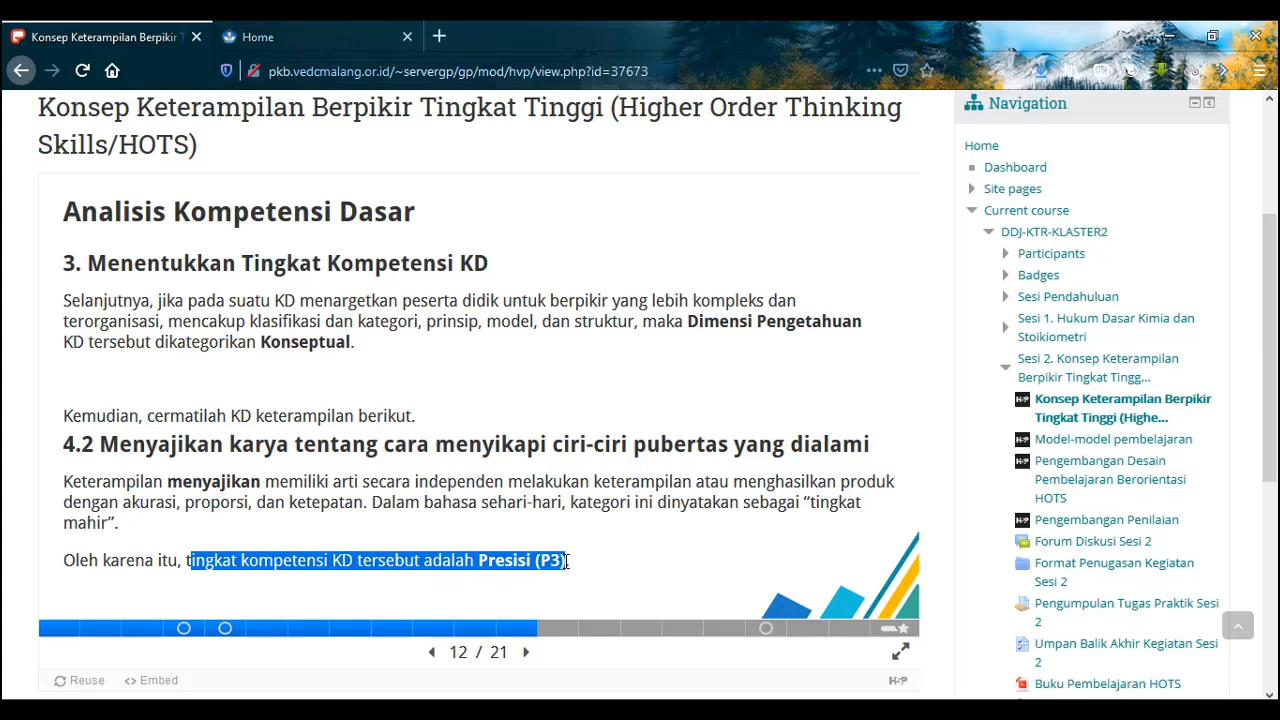 Konsep Keterampilan Berpikir T
Home
pkb.vedcmalang.or.id/~servergp/gp/mod/hvp/view.php?id=37673
Konsep Keterampilan Berpikir Tingkat Tinggi (Higher Order Thinking
Skills/HOTS)
Analisis Kompetensi Dasar
3. Menentukkan Tingkat Kompetensi KD
Selanjutnya, jika pada suatu KD menargetkan peserta didik untuk berpikir yang lebih kompleks dan
terorganisasi, mencakup klasifikasi dan kategori, prinsip, model, dan struktur, maka Dimensi Pengetahuan
KD tersebut dikategorikan Konseptual.
Kemudian, cermatilah KD keterampilan berikut.
4.2 Menyajikan karya tentang cara menyikapi ciri-ciri pubertas yang dialami
Keterampilan menyajikan memiliki arti secara independen melakukan keterampilan atau menghasilkan produk
dengan akurasi, proporsi, dan ketepatan. Dalam bahasa sehari-hari, kategori ini dinyatakan sebagai “tingkat
mahir”.
Oleh karena itu, tingkat kompetensi KD tersebut adalah Presisi (P3)
12 / 21
Reuse
<> Embed
H-P
Navigation
Home
Dashboard
Site pages
Current course
DDJ-KTR-KLASTER2
Participants
Badges
Sesi Pendahuluan
Sesi 1. Hukum Dasar Kimia dan
Stoikiometri
Sesi 2. Konsep Keterampilan
Berpikir Tingkat Tingg...
Konsep Keterampilan Berpikir
Tingkat Tinggi (Highe...
Model-model pembelajaran
Pengembangan Desain
Pembelajaran Berorientasi
HOTS
Pengembangan Penilaian
Forum Diskusi Sesi 2
Format Penugasan Kegiatan
Sesi 2
Pengumpulan Tugas Praktik Sesi
2
Umpan Balik Akhir Kegiatan Sesi
2
Buku Pembelajaran HOTS